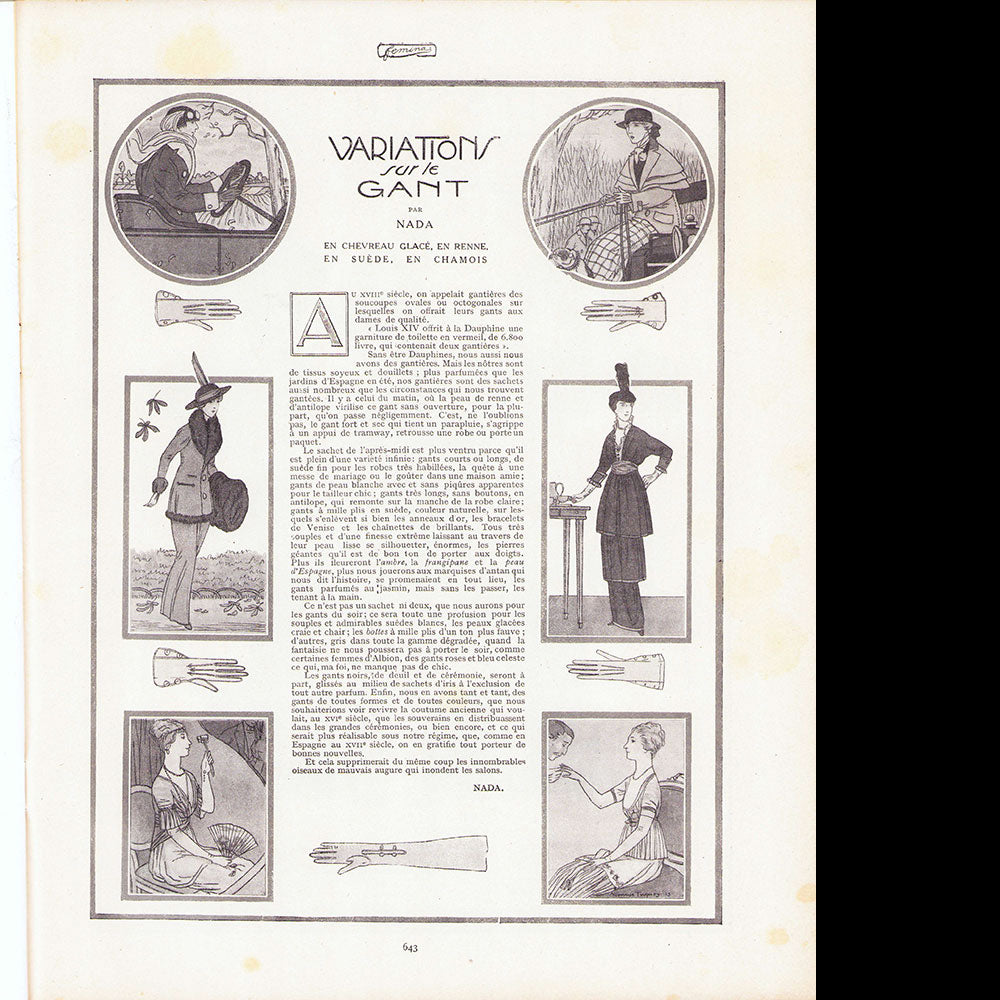 Femina
VARIATIONS
sur le
GANT
PAR
NADA
EN CHEVREAU GLACÉ, EN RENNE,
EN SUÈDE, EN CHAMOIS
AU XVIIIe siècle, on appelait gantières des
soucoupes ovales ou octogonales sur
lesquelles on offrait leurs gants aux
dames de qualité.
« Louis XIV offrit à la Dauphine une
garniture de toilette en vermeil, de 6.800
livre, qui contenait deux gantières ».
Sans être Dauphines, nous aussi nous
avons des gantières. Mais les nôtres sont
de tissus soyeux et douillets ; plus parfumées que les
jardins d'Espagne en été, nos gantières sont des sachets
aussi nombreux que les circonstances qui nous trouvent
gantées. Il y a celui du matin, où la peau de renne et
d'antilope virilise ce gant sans ouverture, pour la plu-
part, qu'on passe négligemment. C'est, ne l'oublions
pas, le gant fort et sec qui tient un parapluie, s'agrippe
à un appui de tramway, retrousse une robe ou porte un
paquet.
Le sachet de l'après-midi est plus ventru parce qu'il
est plein d'une variété infinie: gants courts ou longs, de
suède fin pour les robes très habillées, la quête à une
messe de mariage ou le goûter dans une maison amie;
gants de peau blanche avec et sans piqûres apparentes
pour le tailleur chic ; gants très longs, sans boutons, en
antilope, qui remonte sur la manche de la robe claire;
gants à mille plis en suède, couleur naturelle, sur les-
quels s'enlèvent si bien les anneaux d'or, les bracelets
de Venise et les chaînettes de brillants. Tous très
souples et d'une finesse extrême laissant au travers de
leur peau lisse se silhouetter, énormes, les pierres
géantes qu'il est de bon ton de porter aux doigts.
Plus ils fleureront l'ambre, la frangipane et la peau
d'Espagne, plus nous jouerons aux marquises d'antan qui
nous dit l'histoire, se promenaient en tout lieu, les
gants parfumés au jasmin, mais sans les passer, les
tenant à la main.
Ce n'est pas un sachet ni deux, que nous aurons pour
les gants du soir; ce sera toute une profusion pour les
souples et admirables suèdes blancs, les peaux glacées
craie et chair; les bottes à mille plis d'un ton plus fauve ;
d'autres, gris dans toute la gamme dégradée, quand la
fantaisie ne nous poussera pas à porter le soir, comme
certaines femmes d'Albion, des gants roses et bleu celeste
ce qui, ma foi, ne manque pas de chic.
Les gants noirs, de deuil et de cérémonie, seront à
part, glissés au milieu de sachets d'iris à l'exclusion de
tout autre parfum. Enfin, nous en avons tant et tant, des
gants de toutes formes et de toutes couleurs, que nous
souhaiterions voir revivre la coutume ancienne qui vou-
lait, au XVIe siècle, que les souverains en distribuassent
dans les grandes cérémonies, ou bien encore, et ce qui
serait plus réalisable sous notre régime, que, comme en
Espagne au XVIIe siècle, on en gratifie tout porteur de
bonnes nouvelles.
Et cela supprimerait du même coup les innombrables
oiseaux de mauvais augure qui inondent les salons.
NADA.
643